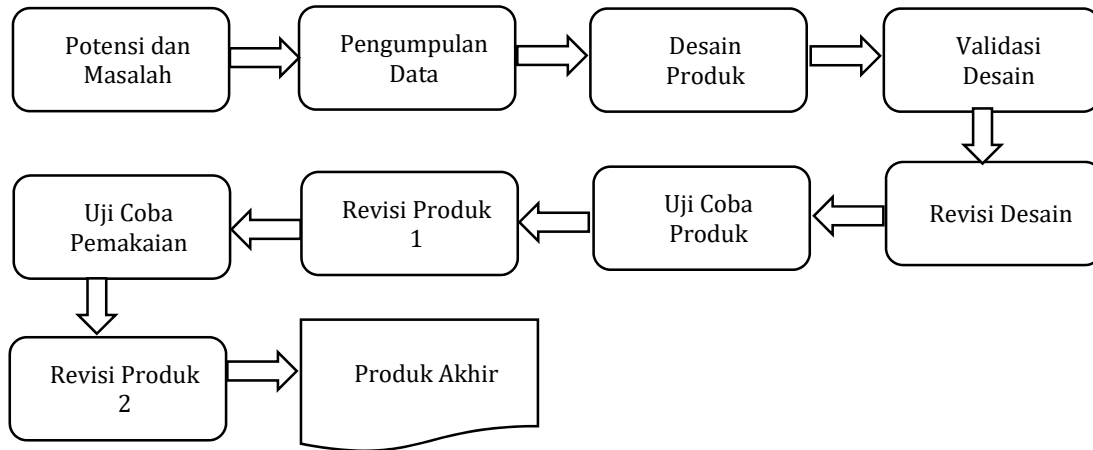 Potensi dan
Masalah
Pengumpulan
Data
Desain
Produk
Validasi
Desain
Revisi Desain
Uji Coba
Produk
Revisi Produk
1
Uji Coba
Pemakaian
Revisi Produk
2
Produk Akhir